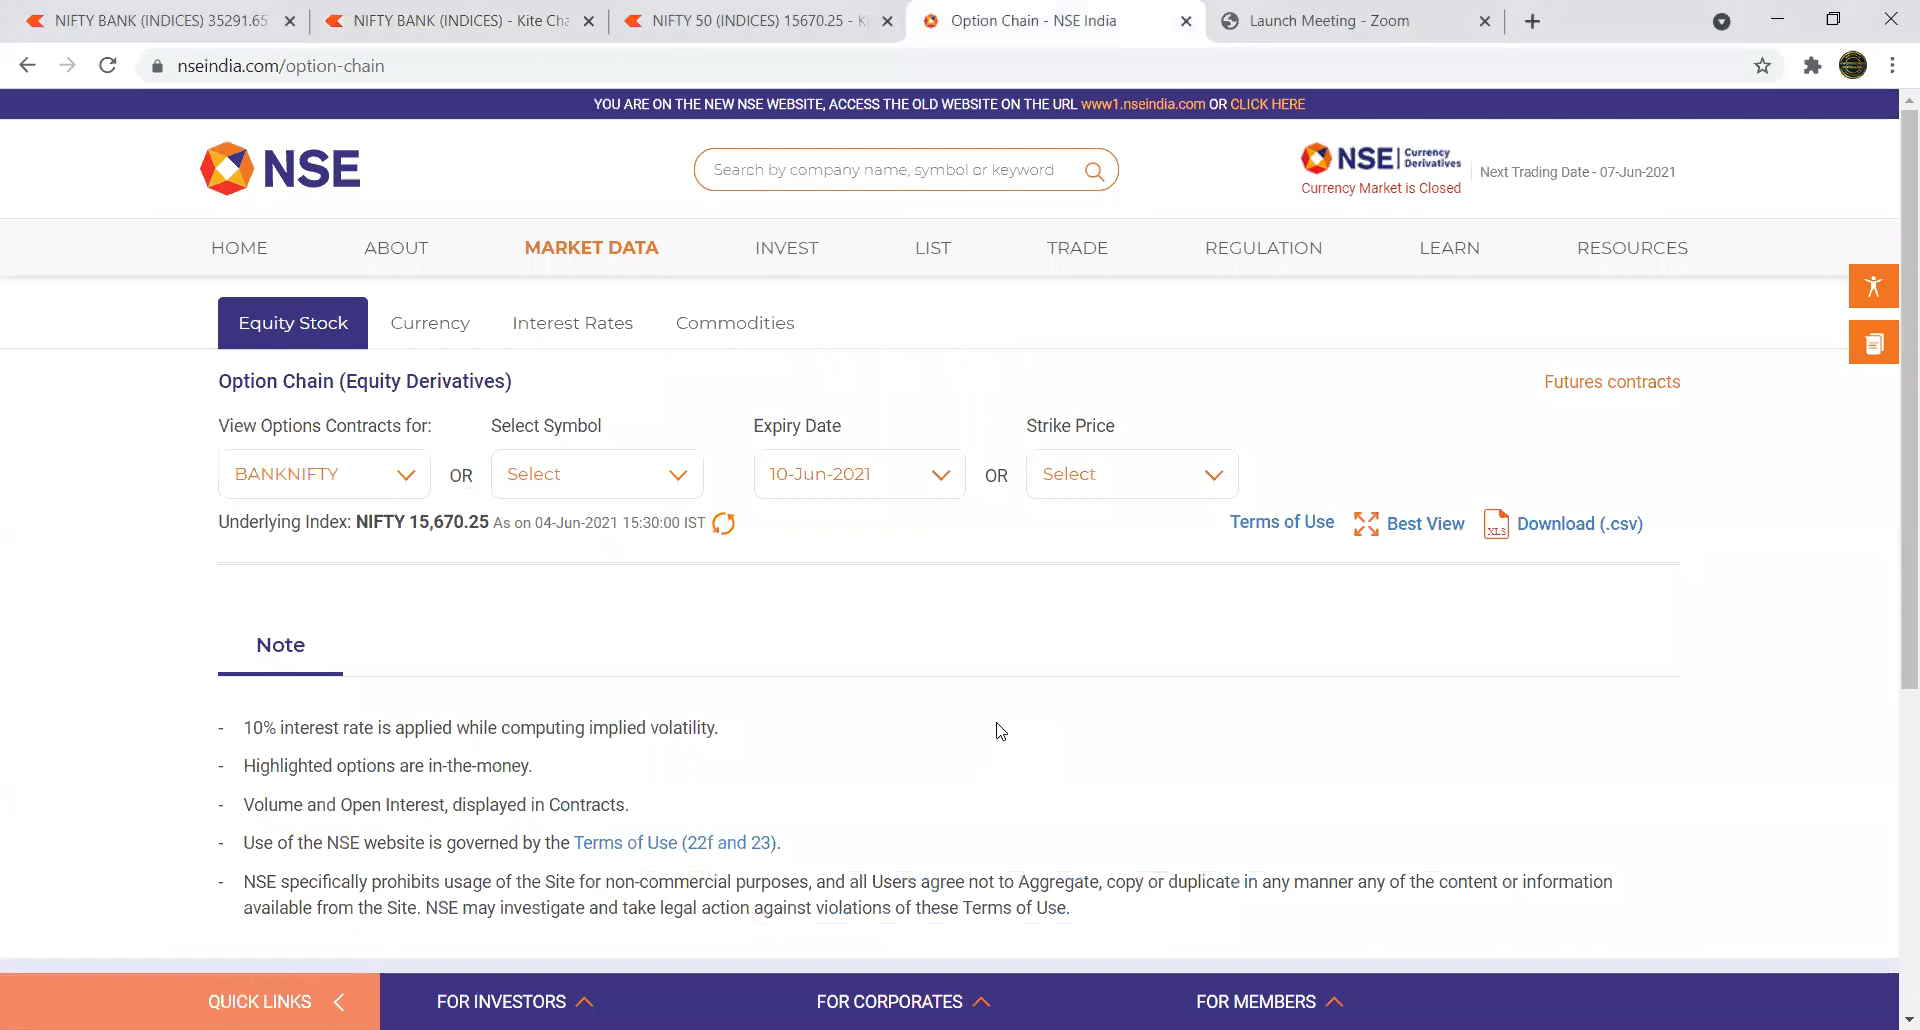 NIFTY BANK (INDICES) 35291.65
NIFTY BANK (INDICES) - Kite Cha
NIFTY 50 (INDICES) 15670.25 - K
Option Chain - NSE India
Launch Meeting - Zoom
nseindia.com/option-chain
YOU ARE ON THE NEW NSE WEBSITE, ACCESS THE OLD WEBSITE ON THE URL www1.nseindia.com OR CLICK HERE
NSE
Search by company name, symbol or keyword
NSE Currency Derivatives
Currency Market is Closed
Next Trading Date - 07-Jun-2021
HOME ABOUT MARKET DATA INVEST LIST TRADE REGULATION LEARN RESOURCES
Equity Stock Currency Interest Rates Commodities
Option Chain (Equity Derivatives) Futures contracts
View Options Contracts for: Select Symbol Expiry Date Strike Price
BANKNIFTY OR Select 10-Jun-2021 OR Select
Underlying Index: NIFTY 15,670.25 As on 04-Jun-2021 15:30:00 IST Terms of Use Best View XLS Download (.csv)
Note
- 10% interest rate is applied while computing implied volatility.
- Highlighted options are in-the-money.
- Volume and Open Interest, displayed in Contracts.
- Use of the NSE website is governed by the Terms of Use (22f and 23).
- NSE specifically prohibits usage of the Site for non-commercial purposes, and all Users agree not to Aggregate, copy or duplicate in any manner any of the content or information
available from the Site. NSE may investigate and take legal action against violations of these Terms of Use.
QUICK LINKS FOR INVESTORS FOR CORPORATES FOR MEMBERS